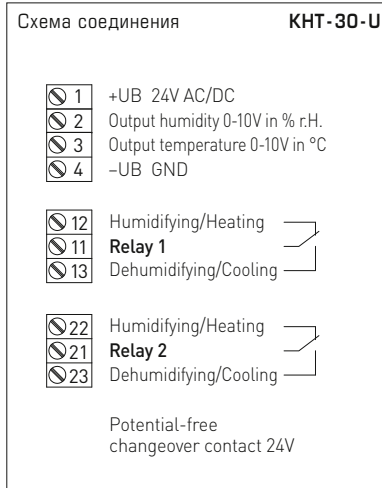 Схема соединения KHT-30-U
1 +UB 24V AC/DC
2 Output humidity 0-10V in % r.H.
3 Output temperature 0-10V in °C
4 –UB GND
12 Humidifying/Heating
11 Relay 1
13 Dehumidifying/Cooling
22 Humidifying/Heating
21 Relay 2
23 Dehumidifying/Cooling
Potential-free
changeover contact 24V